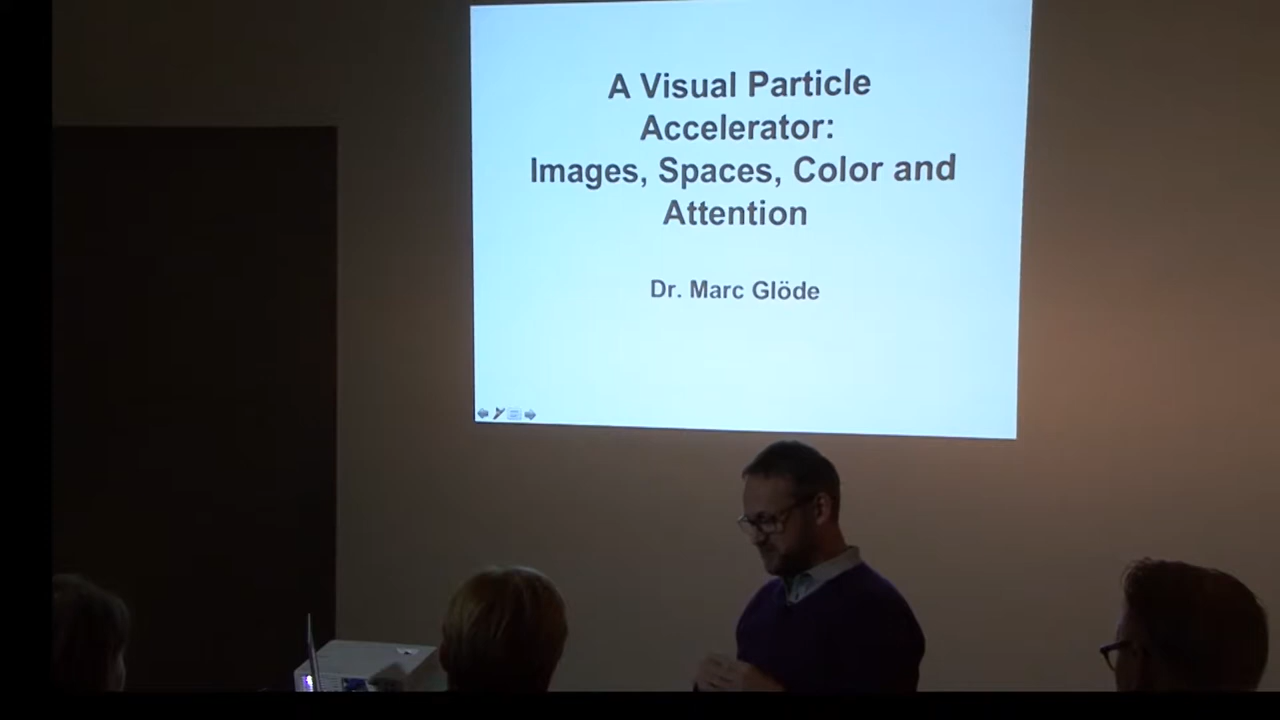 A Visual Particle
Accelerator:
Images, Spaces, Color and
Attention
Dr. Marc Glöde